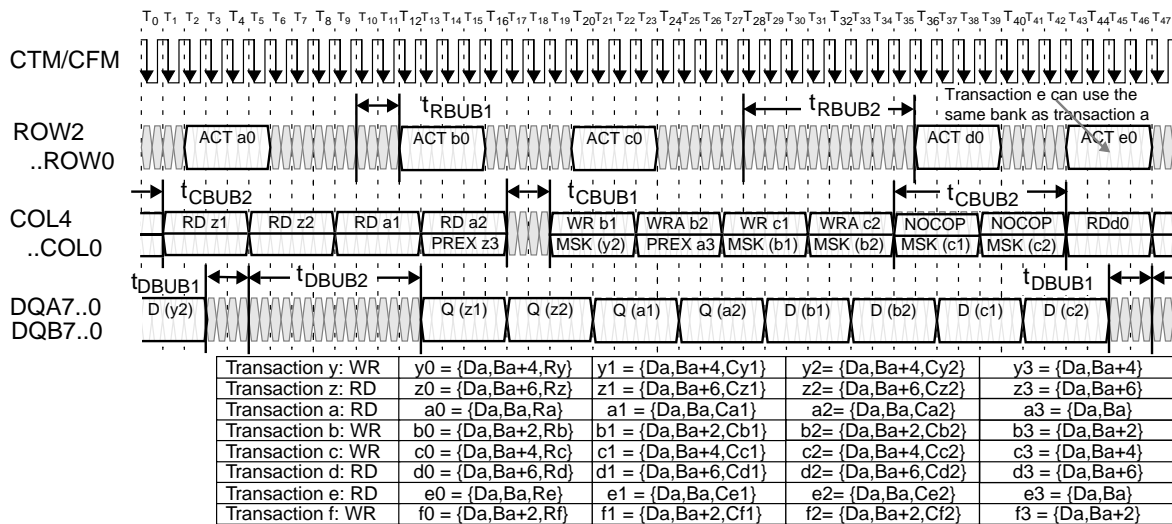 T0 T1 T2 T3 T4 T5 T6 T7 T8 T9 T10 T11 T12 T13 T14 T15 T16 T17 T18 T19 T20 T21 T22 T23 T24 T25 T26 T27 T28 T29 T30 T31 T32 T33 T34 T35 T36 T37 T38 T39 T40 T41 T42 T43 T44 T45 T46 T47
CTM/CFM
tRBUB1 tRBUB2 Transaction e can use the
same bank as transaction a
ROW2
..ROW0
ACT a0 ACT b0 ACT c0 ACT d0 ACT e0
tCBUB2 tCBUB1 tCBUB2
COL4
..COL0
RD z1 RD z2 RD a1 RD a2 WR b1 WRA b2 WR c1 WRA c2 NOCOP NOCOP RDd0
PREX z3 MSK (y2) PREX a3 MSK (b1) MSK (b2) MSK (c1) MSK (c2)
tDBUB1 tDBUB2 tDBUB1
DQA7..0
DQB7..0
D (y2) Q (z1) Q (z2) Q (a1) Q (a2) D (b1) D (b2) D (c1) D (c2)
Transaction y: WR y0 = {Da,Ba+4,Ry} y1 = {Da,Ba+4,Cy1} y2= {Da,Ba+4,Cy2} y3 = {Da,Ba+4}
Transaction z: RD z0 = {Da,Ba+6,Rz} z1 = {Da,Ba+6,Cz1} z2= {Da,Ba+6,Cz2} z3 = {Da,Ba+6}
Transaction a: RD a0 = {Da,Ba,Ra} a1 = {Da,Ba,Ca1} a2= {Da,Ba,Ca2} a3 = {Da,Ba}
Transaction b: WR b0 = {Da,Ba+2,Rb} b1 = {Da,Ba+2,Cb1} b2= {Da,Ba+2,Cb2} b3 = {Da,Ba+2}
Transaction c: WR c0 = {Da,Ba+4,Rc} c1 = {Da,Ba+4,Cc1} c2= {Da,Ba+4,Cc2} c3 = {Da,Ba+4}
Transaction d: RD d0 = {Da,Ba+6,Rd} d1 = {Da,Ba+6,Cd1} d2= {Da,Ba+6,Cd2} d3 = {Da,Ba+6}
Transaction e: RD e0 = {Da,Ba,Re} e1 = {Da,Ba,Ce1} e2= {Da,Ba,Ce2} e3 = {Da,Ba}
Transaction f: WR f0 = {Da,Ba+2,Rf} f1 = {Da,Ba+2,Cf1} f2= {Da,Ba+2,Cf2} f3 = {Da,Ba+2}